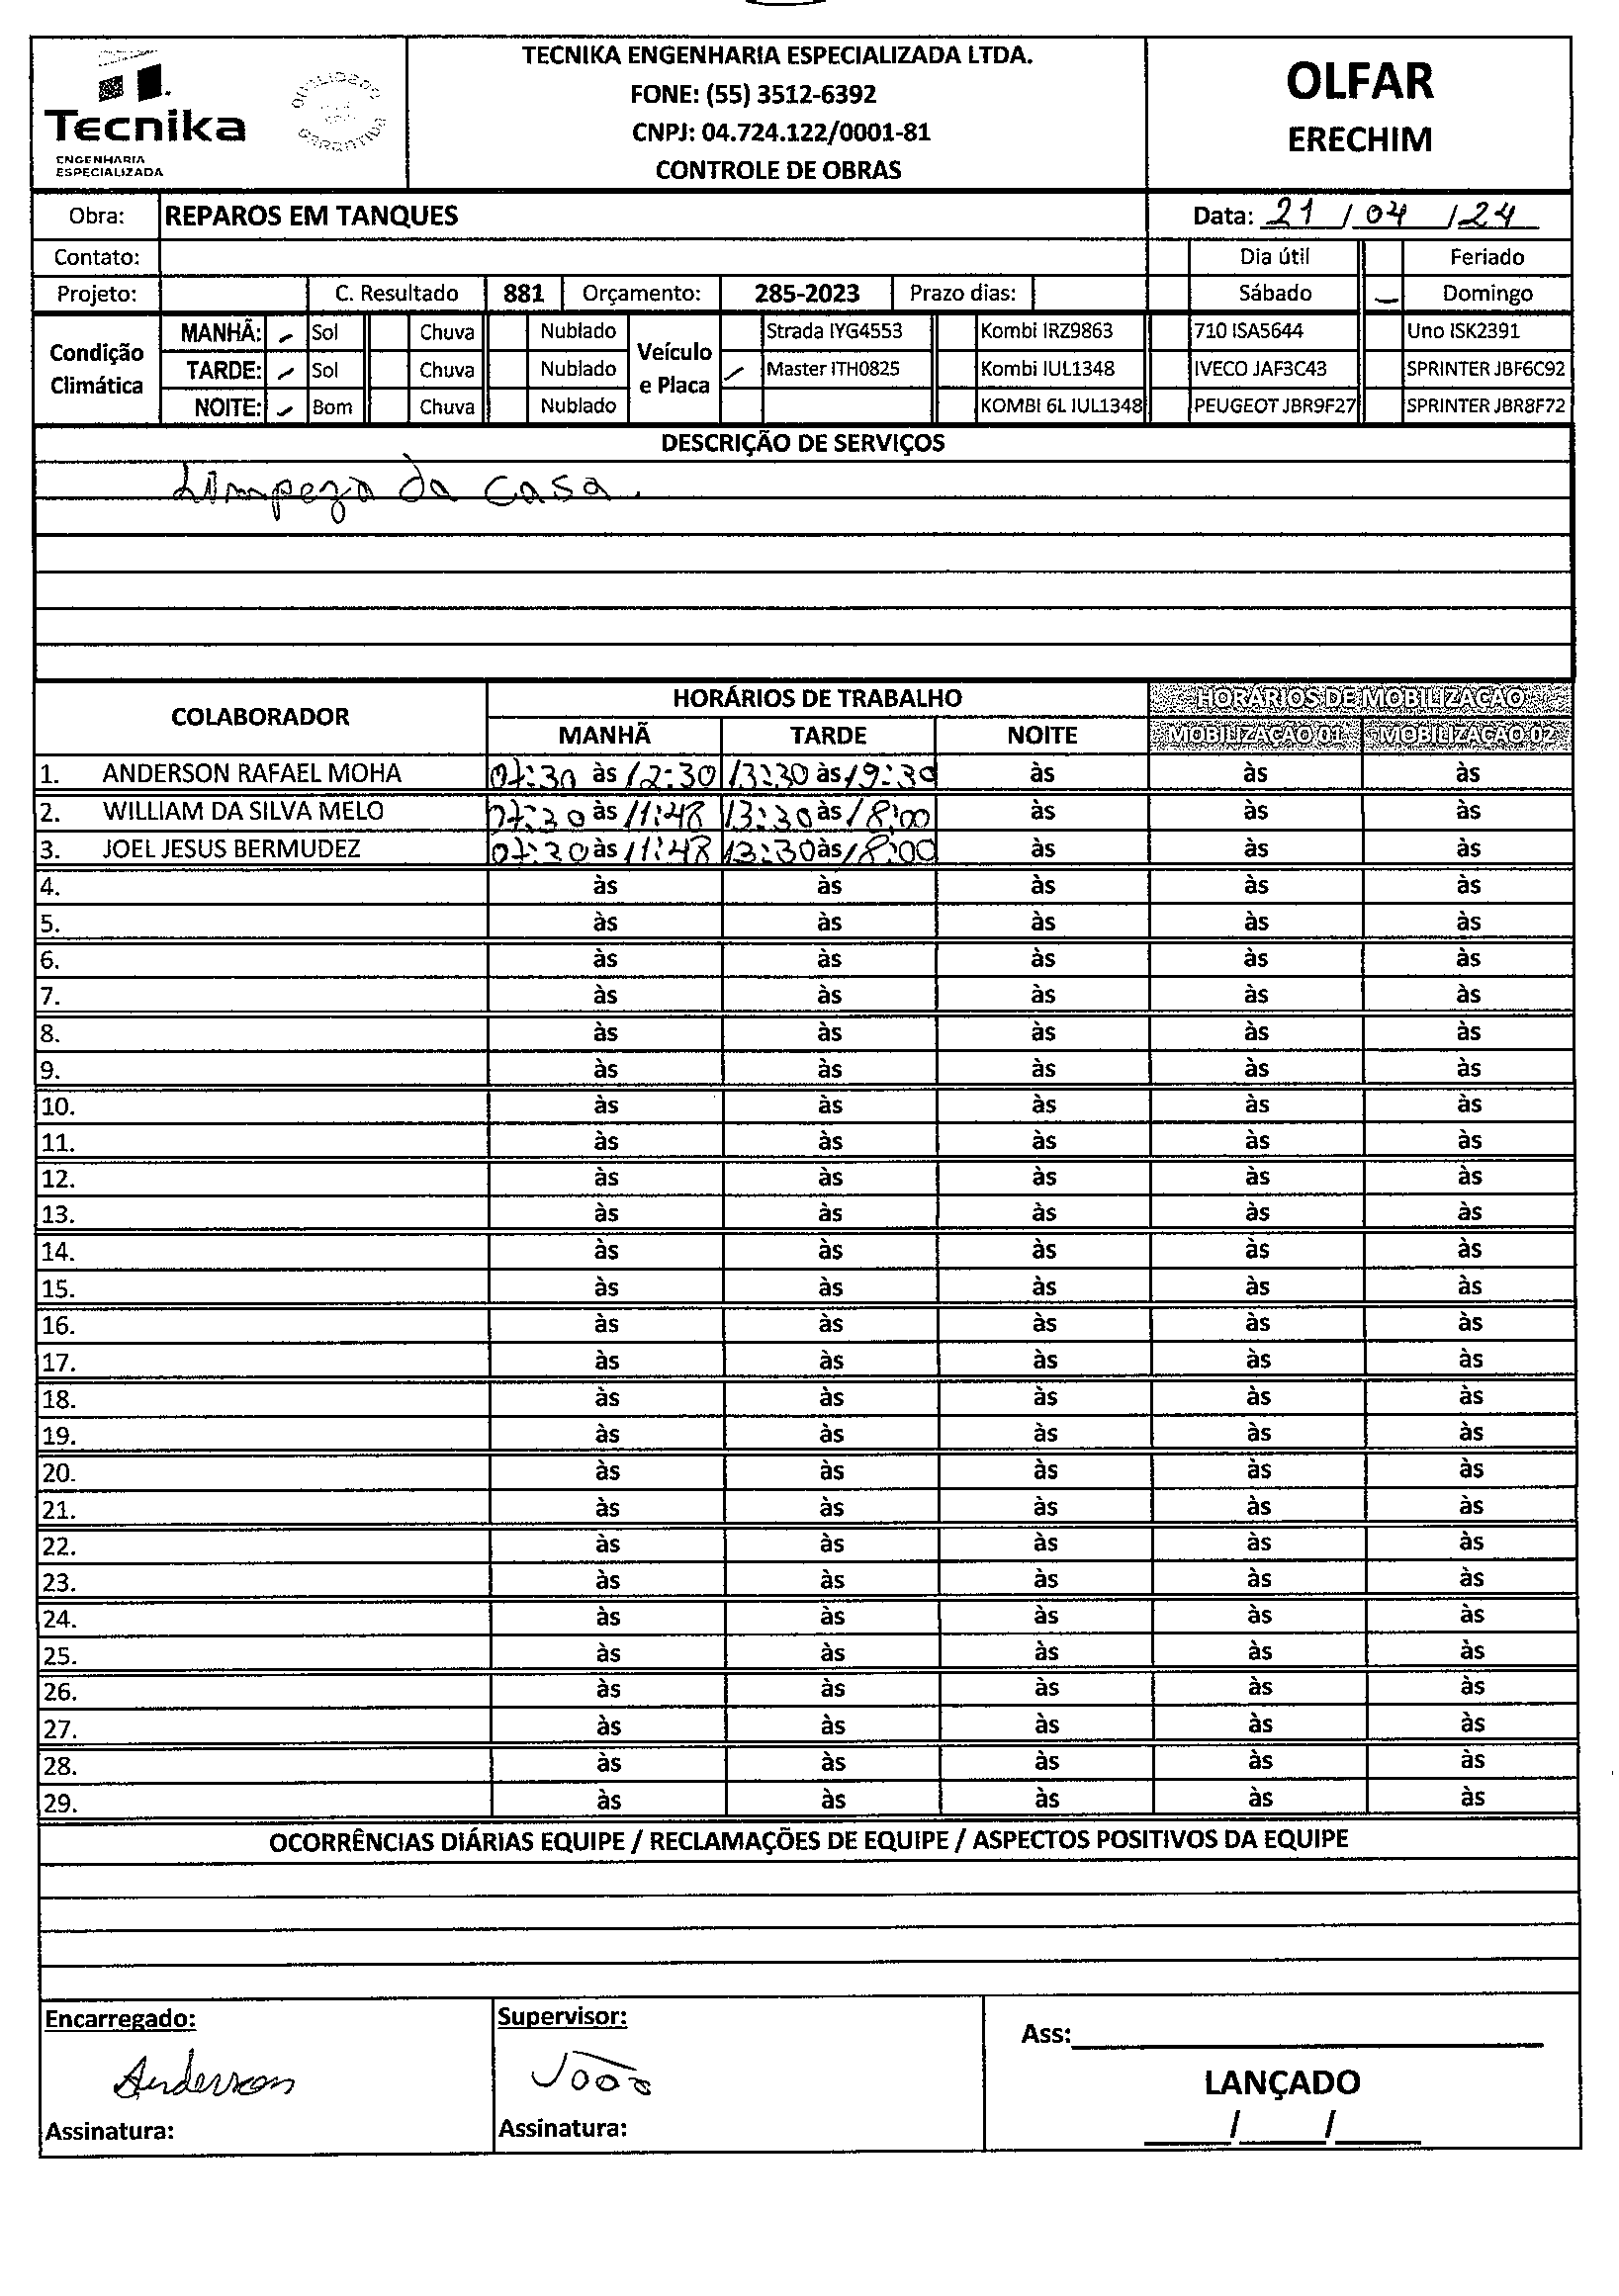 TECNIKA ENGENHARIA ESPECIALIZADA LTDA.
FONE: (55) 3512-6392
CNPJ: 04.724.122/0001-81
CONTROLE DE OBRAS
Tecnika
ENGENHARIA
ESPECIALIZADA
QUALIDADE
GARANTIDA
OLFAR
ERECHIM
Obra: REPAROS EM TANQUES Data: 21 / 04 / 24
Contato: Dia útil Feriado
Projeto: C. Resultado 881 Orçamento: 285-2023 Prazo dias: Sábado Domingo
Condição Climática
MANHÃ: Sol Chuva Nublado
TARDE: Sol Chuva Nublado
NOITE: Bom Chuva Nublado
Veículo e Placa
Strada IYG4553 Kombi IRZ9863 710 ISA5644 Uno ISK2391
Master ITH0825 Kombi IUL1348 IVECO JAF3C43 SPRINTER JBF6C92
KOMBI 6L IUL1348 PEUGEOT JBR9F27 SPRINTER JBR8F72
DESCRIÇÃO DE SERVIÇOS
Limpeza da casa.
COLABORADOR HORÁRIOS DE TRABALHO HORÁRIOS DE MOBILIZAÇÃO
MANHÃ TARDE NOITE MOBILIZAÇÃO 01 MOBILIZAÇÃO 02
1. ANDERSON RAFAEL MOHA 07:30 às 12:30 13:30 às 19:30 às às às
2. WILLIAM DA SILVA MELO 07:30 às 11:48 13:30 às 18:00 às às às
3. JOEL JESUS BERMUDEZ 07:30 às 11:48 13:30 às 18:00 às às às
4. às às às às às
5. às às às às às
6. às às às às às
7. às às às às às
8. às às às às às
9. às às às às às
10. às às às às às
11. às às às às às
12. às às às às às
13. às às às às às
14. às às às às às
15. às às às às às
16. às às às às às
17. às às às às às
18. às às às às às
19. às às às às às
20. às às às às às
21. às às às às às
22. às às às às às
23. às às às às às
24. às às às às às
25. às às às às às
26. às às às às às
27. às às às às às
28. às às às às às
29. às às às às às
OCORRÊNCIAS DIÁRIAS EQUIPE / RECLAMAÇÕES DE EQUIPE / ASPECTOS POSITIVOS DA EQUIPE
Encarregado:
Anderson
Assinatura:
Supervisor:
João
Assinatura:
Ass:
LANÇADO
/ /